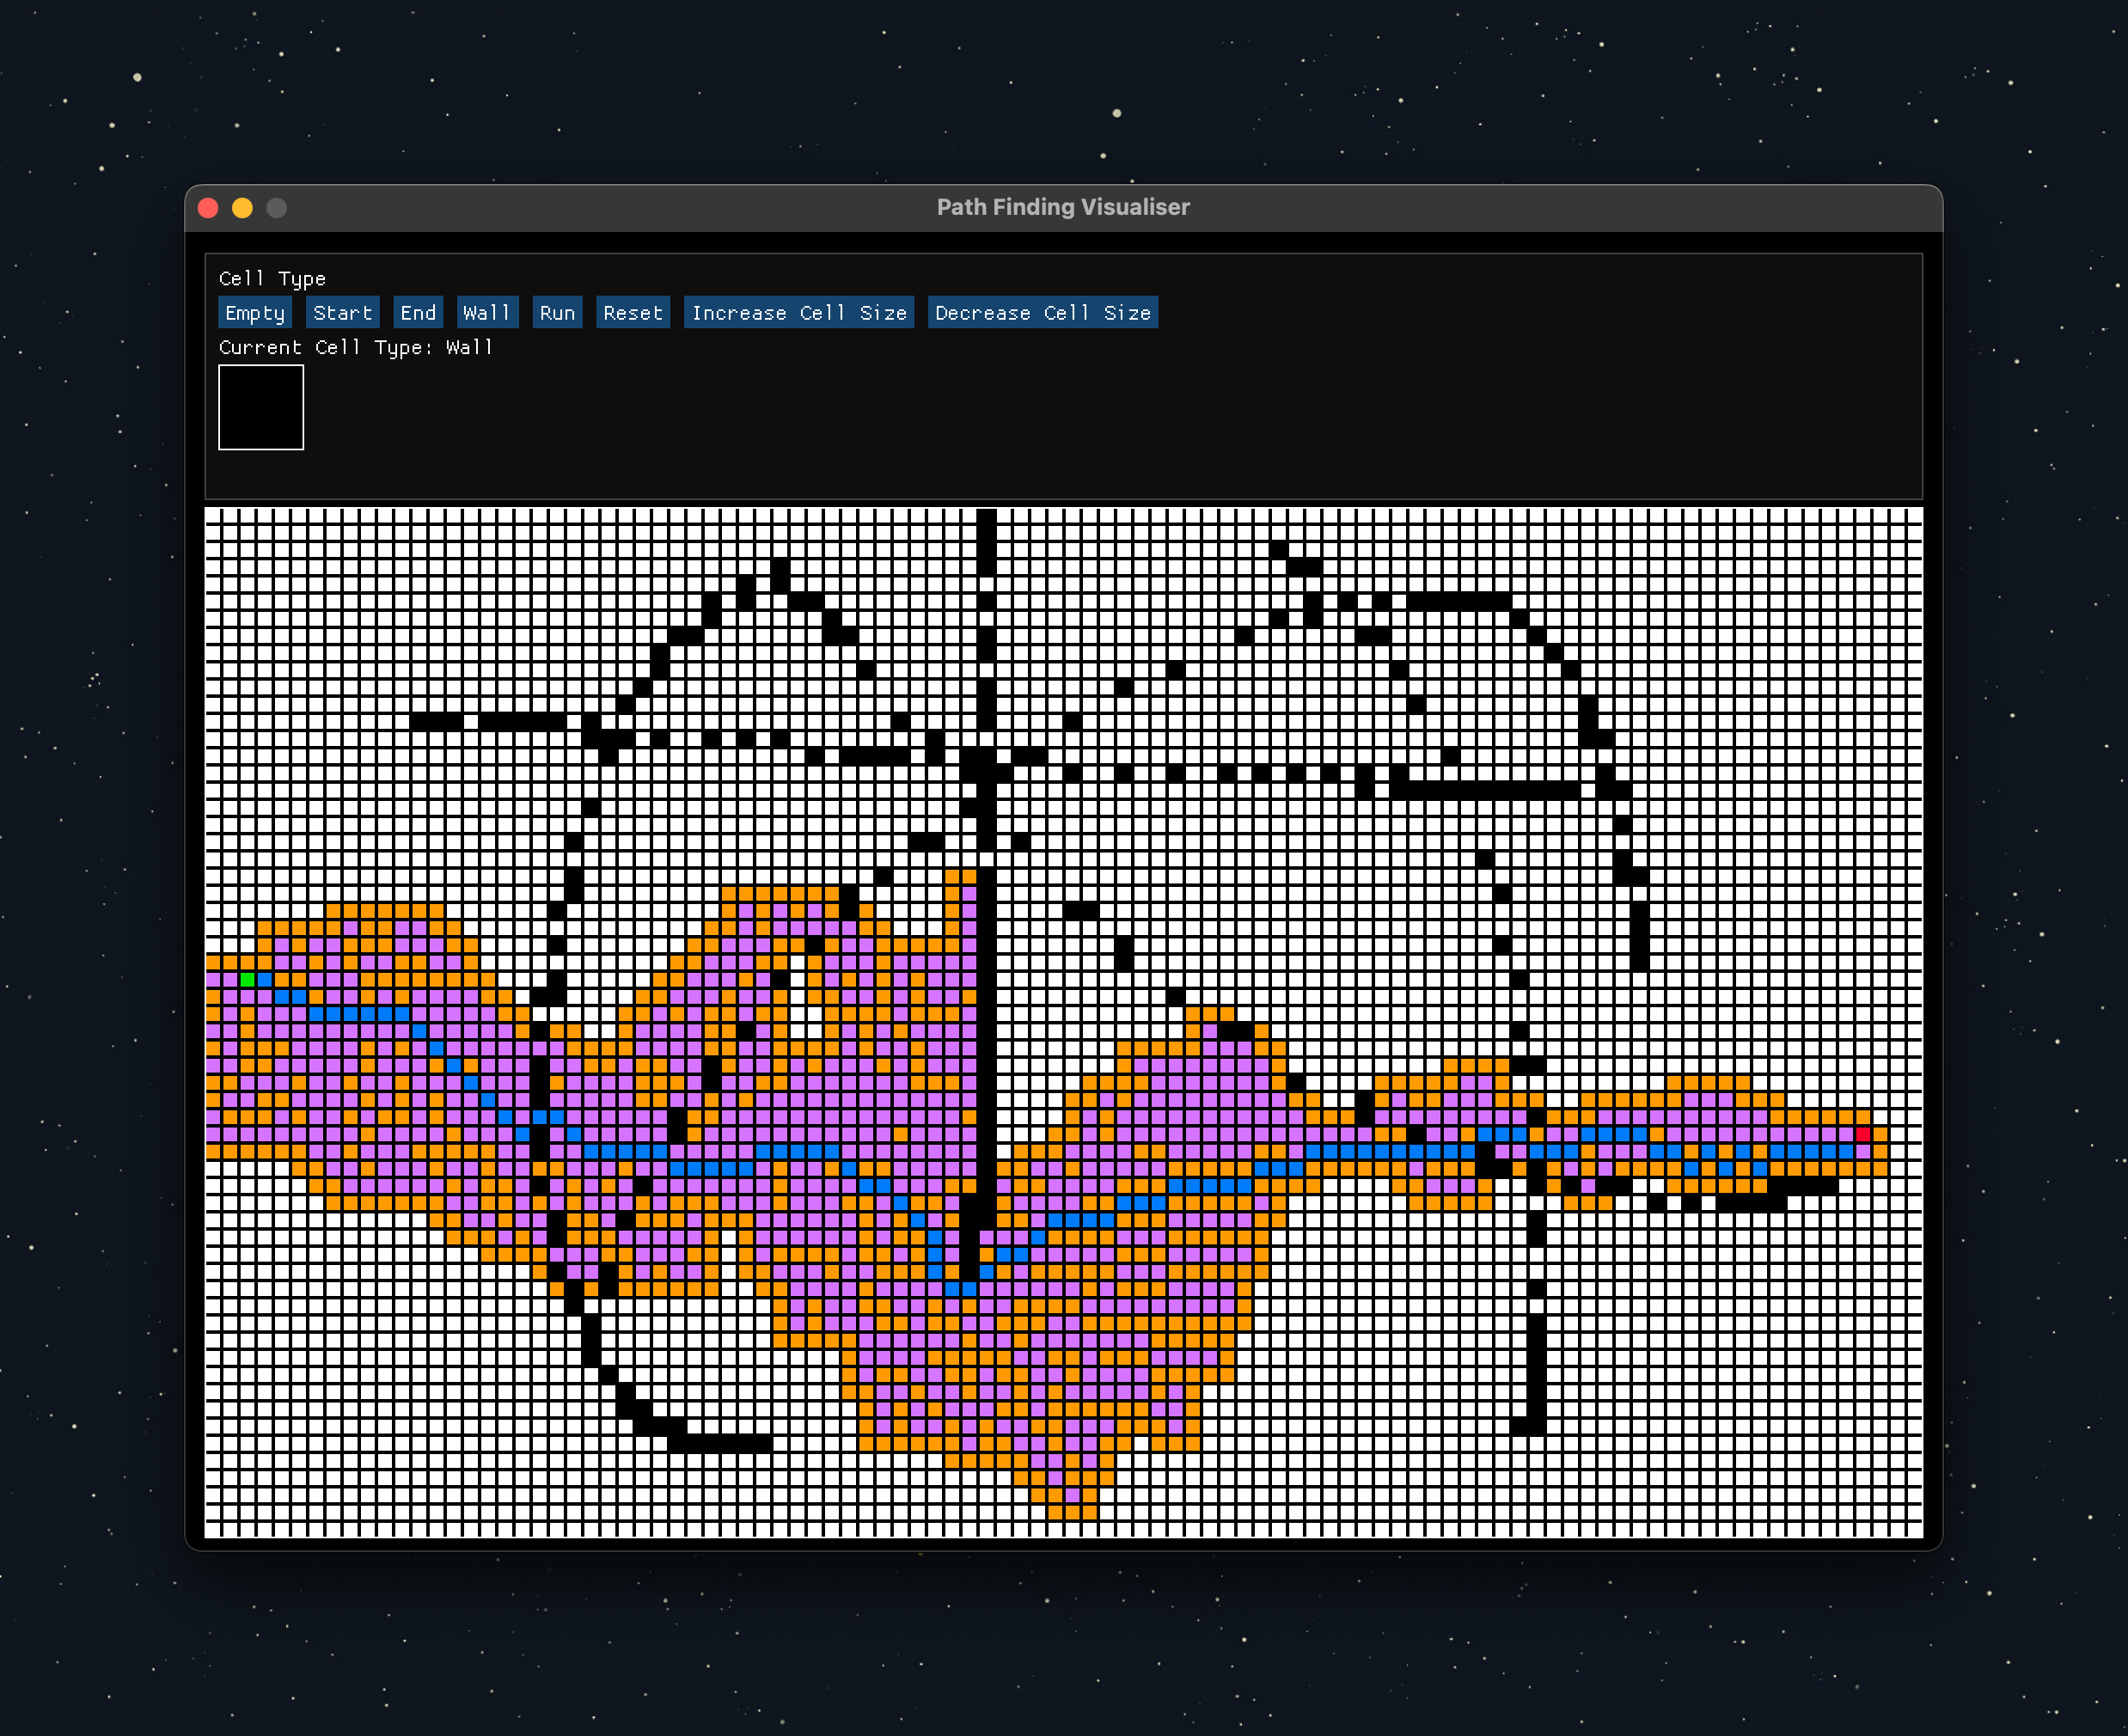 Path Finding Visualiser
Cell Type
Empty Start End Wall Run Reset Increase Cell Size Decrease Cell Size
Current Cell Type: Wall